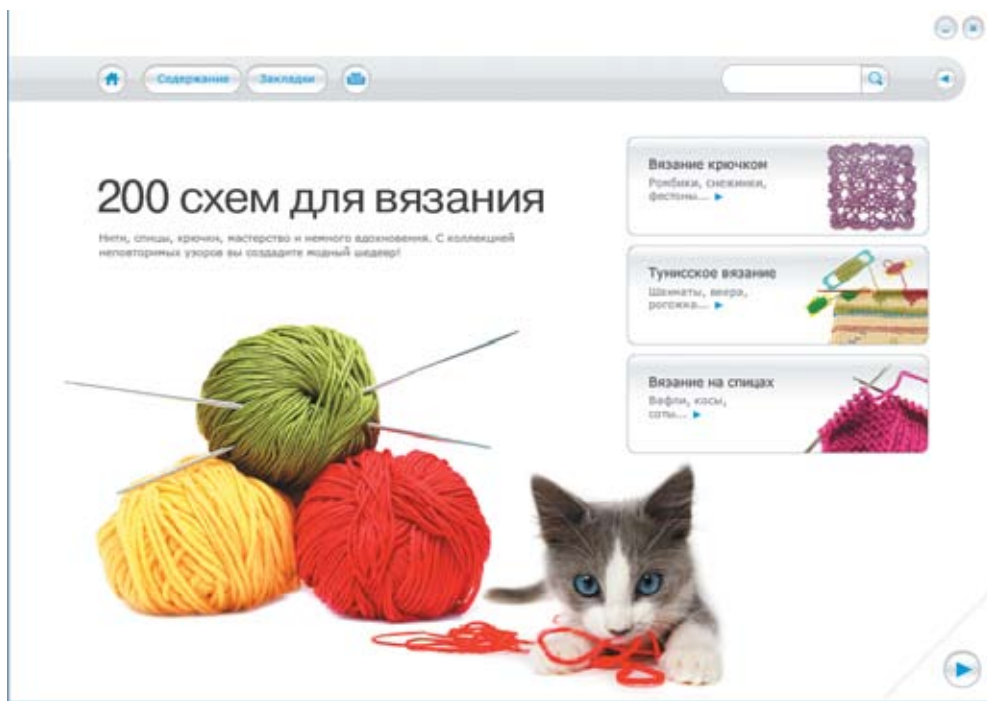 Содержание
Закладки
200 схем для вязания
Нити, спицы, крючки, мастерство и немного вдохновения. С коллекцией
неповторимых узоров вы создадите модный шедевр!
Вязание крючком
Ромбики, снежинки,
фестоны...
Тунисское вязание
Шахматы, веера,
рогожка...
Вязание на спицах
Вафли, косы,
соты...